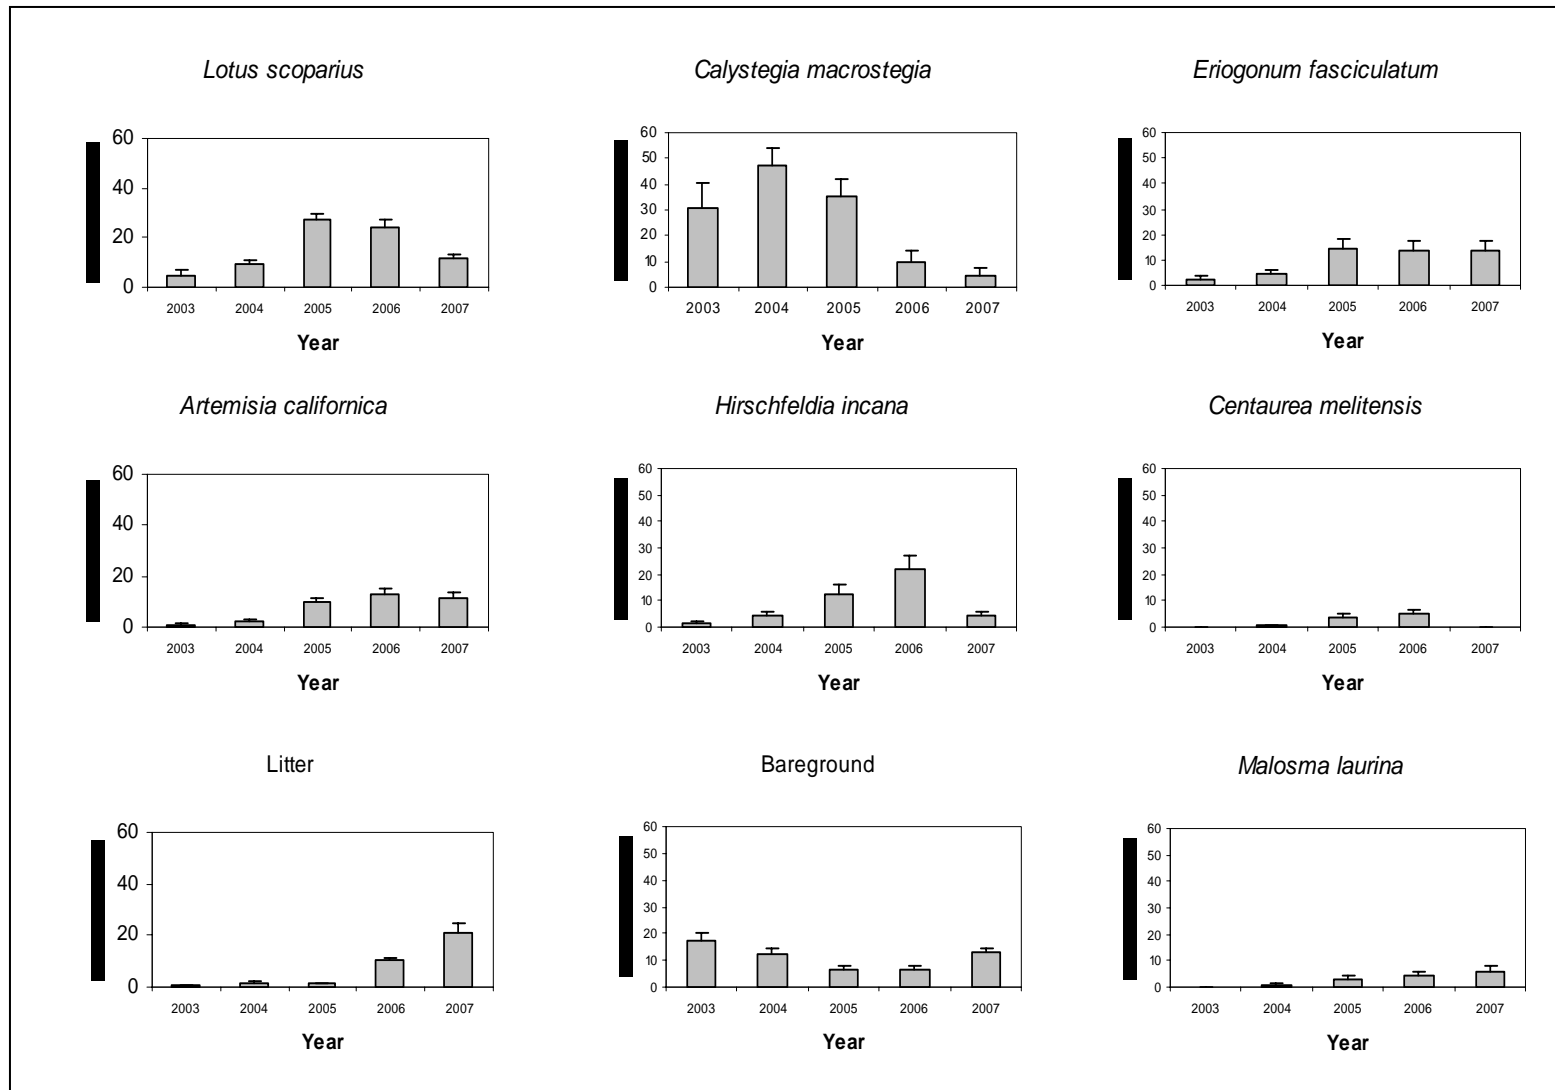 Lotus scoparius
60
40
20
0
2003 2004 2005 2006 2007
Year
Calystegia macrostegia
60
50
40
30
20
10
0
2003 2004 2005 2006 2007
Year
Eriogonum fasciculatum
60
50
40
30
20
10
0
2003 2004 2005 2006 2007
Year
Artemisia californica
60
40
20
0
2003 2004 2005 2006 2007
Year
Hirschfeldia incana
60
50
40
30
20
10
0
2003 2004 2005 2006 2007
Year
Centaurea melitensis
60
50
40
30
20
10
0
2003 2004 2005 2006 2007
Year
Litter
60
40
20
0
2003 2004 2005 2006 2007
Year
Bareground
60
50
40
30
20
10
0
2003 2004 2005 2006 2007
Year
Malosma laurina
60
50
40
30
20
10
0
2003 2004 2005 2006 2007
Year